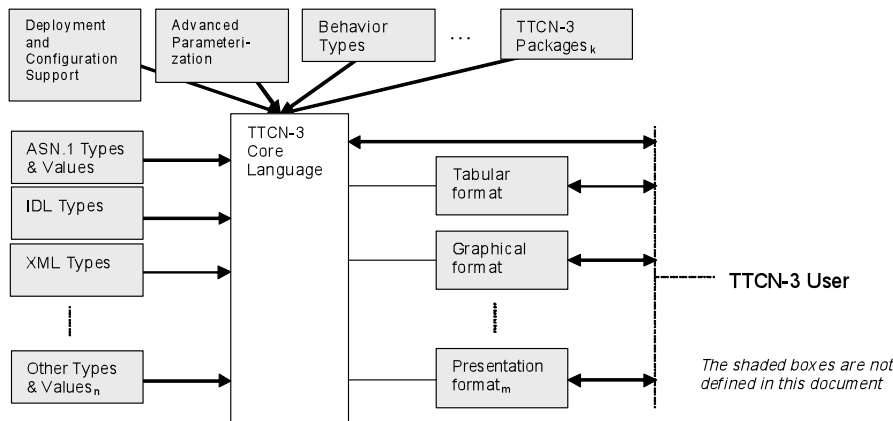 Deployment
and
Configuration
Support
Advanced
Parameteri-
zation
Behavior
Types
...
TTCN-3
Packagesk
ASN.1 Types
& Values
IDL Types
XML Types
Other Types
& Valuesn
TTCN-3
Core
Language
Tabular
format
Graphical
format
Presentation
formatm
TTCN-3 User
The shaded boxes are not
defined in this document